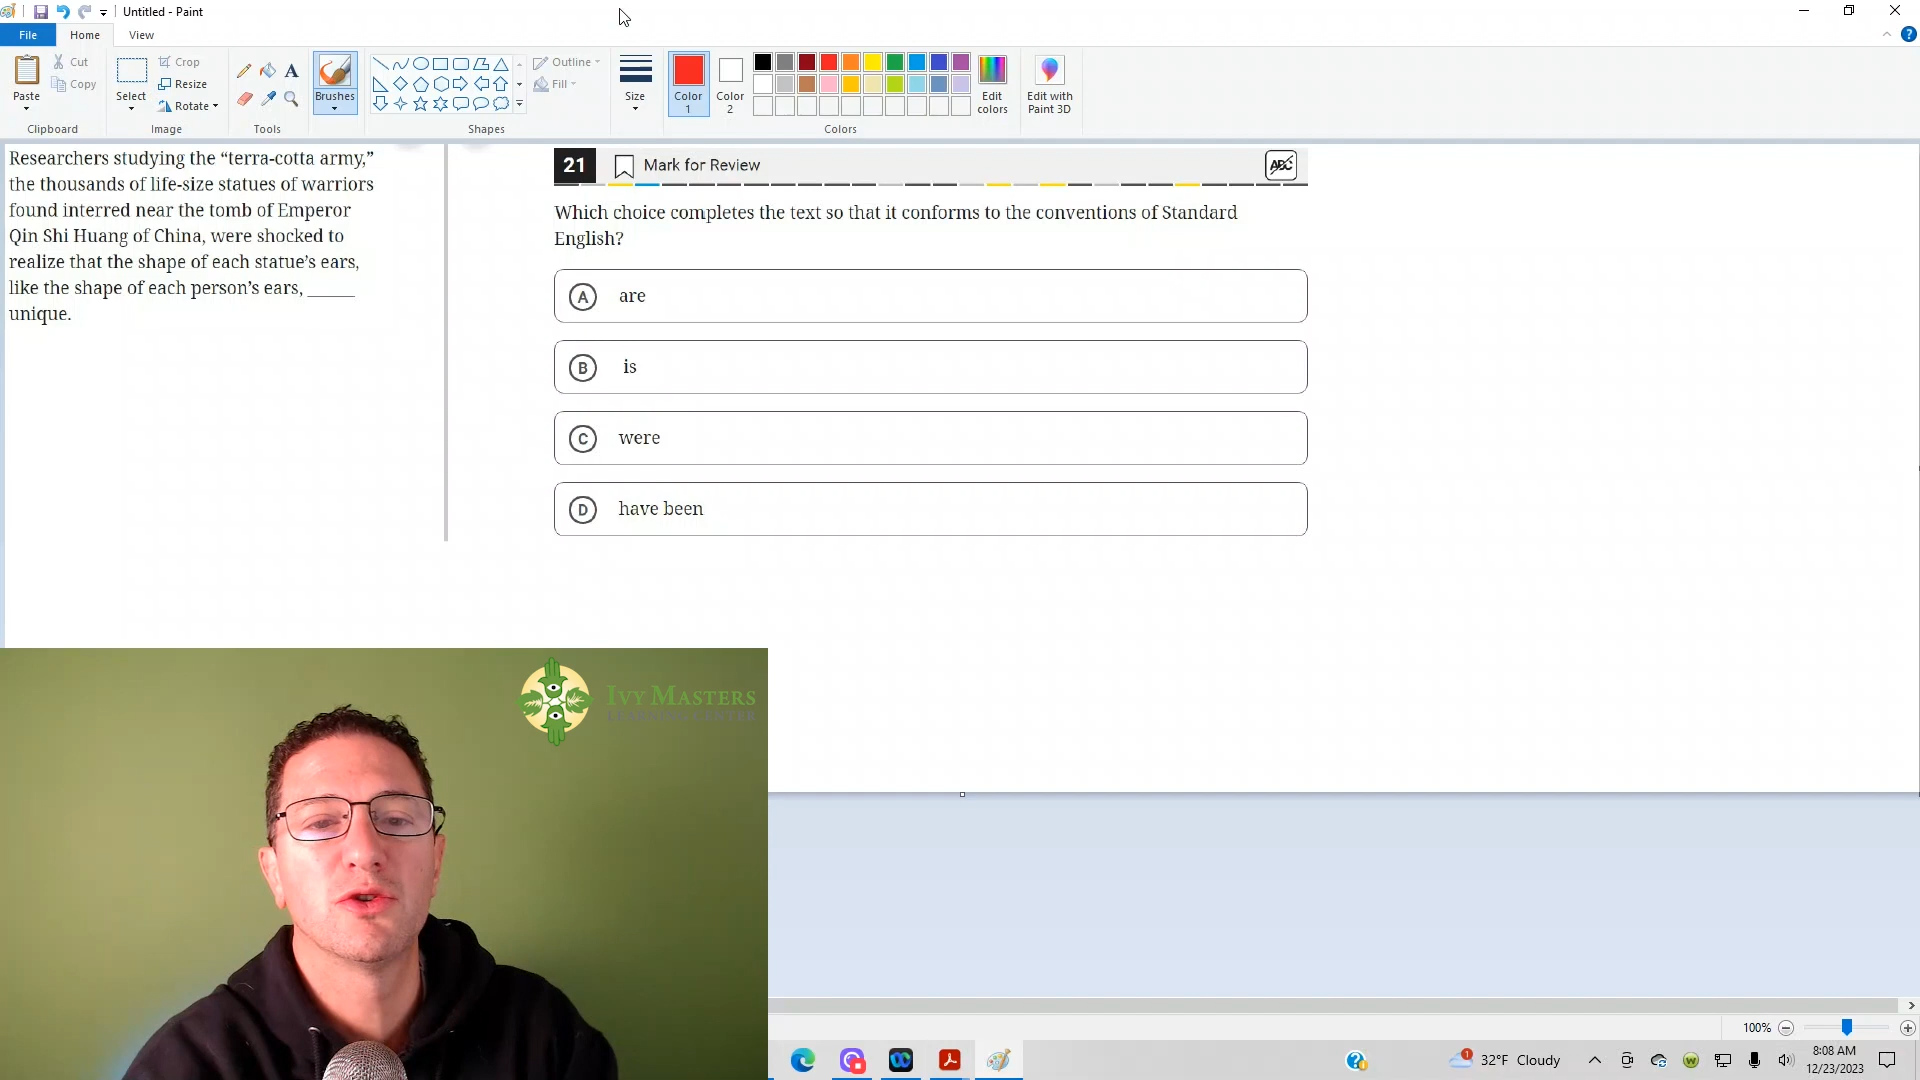 Untitled - Paint
File
Home
View
Paste
Cut
Copy
Clipboard
Select
Crop
Resize
Rotate
Image
A
Tools
Brushes
Shapes
Outline
Fill
Size
Color
1
Color
2
Colors
Edit
colors
Edit with
Paint 3D
Researchers studying the “terra-cotta army,”
the thousands of life-size statues of warriors
found interred near the tomb of Emperor
Qin Shi Huang of China, were shocked to
realize that the shape of each statue’s ears,
like the shape of each person’s ears, _____
unique.
21
Mark for Review
ABC
Which choice completes the text so that it conforms to the conventions of Standard
English?
A are
B is
C were
D have been
IVY MASTERS
LEARNING CENTER
100%
1
32°F Cloudy
8:08 AM
12/23/2023